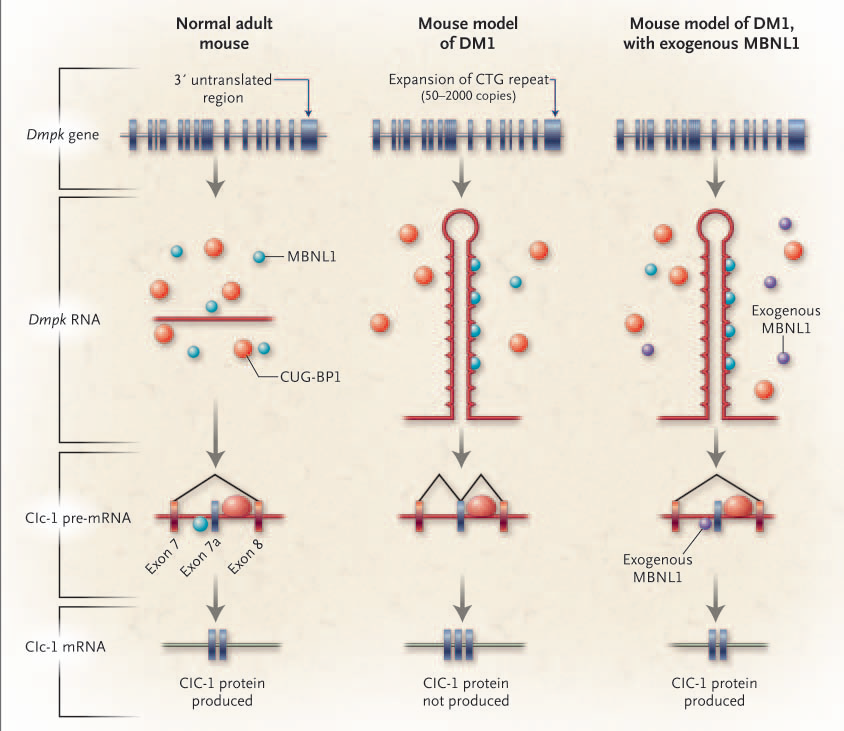 Normal adult
mouse
Mouse model
of DM1
Mouse model of DM1,
with exogenous MBNL1
3´ untranslated
region
Expansion of CTG repeat
(50–2000 copies)
Dmpk gene
MBNL1
Exogenous
MBNL1
Dmpk RNA
CUG-BP1
Clc-1 pre-mRNA
Exon 7
Exon 7a
Exon 8
Exogenous
MBNL1
Clc-1 mRNA
ClC-1 protein
produced
ClC-1 protein
not produced
ClC-1 protein
produced